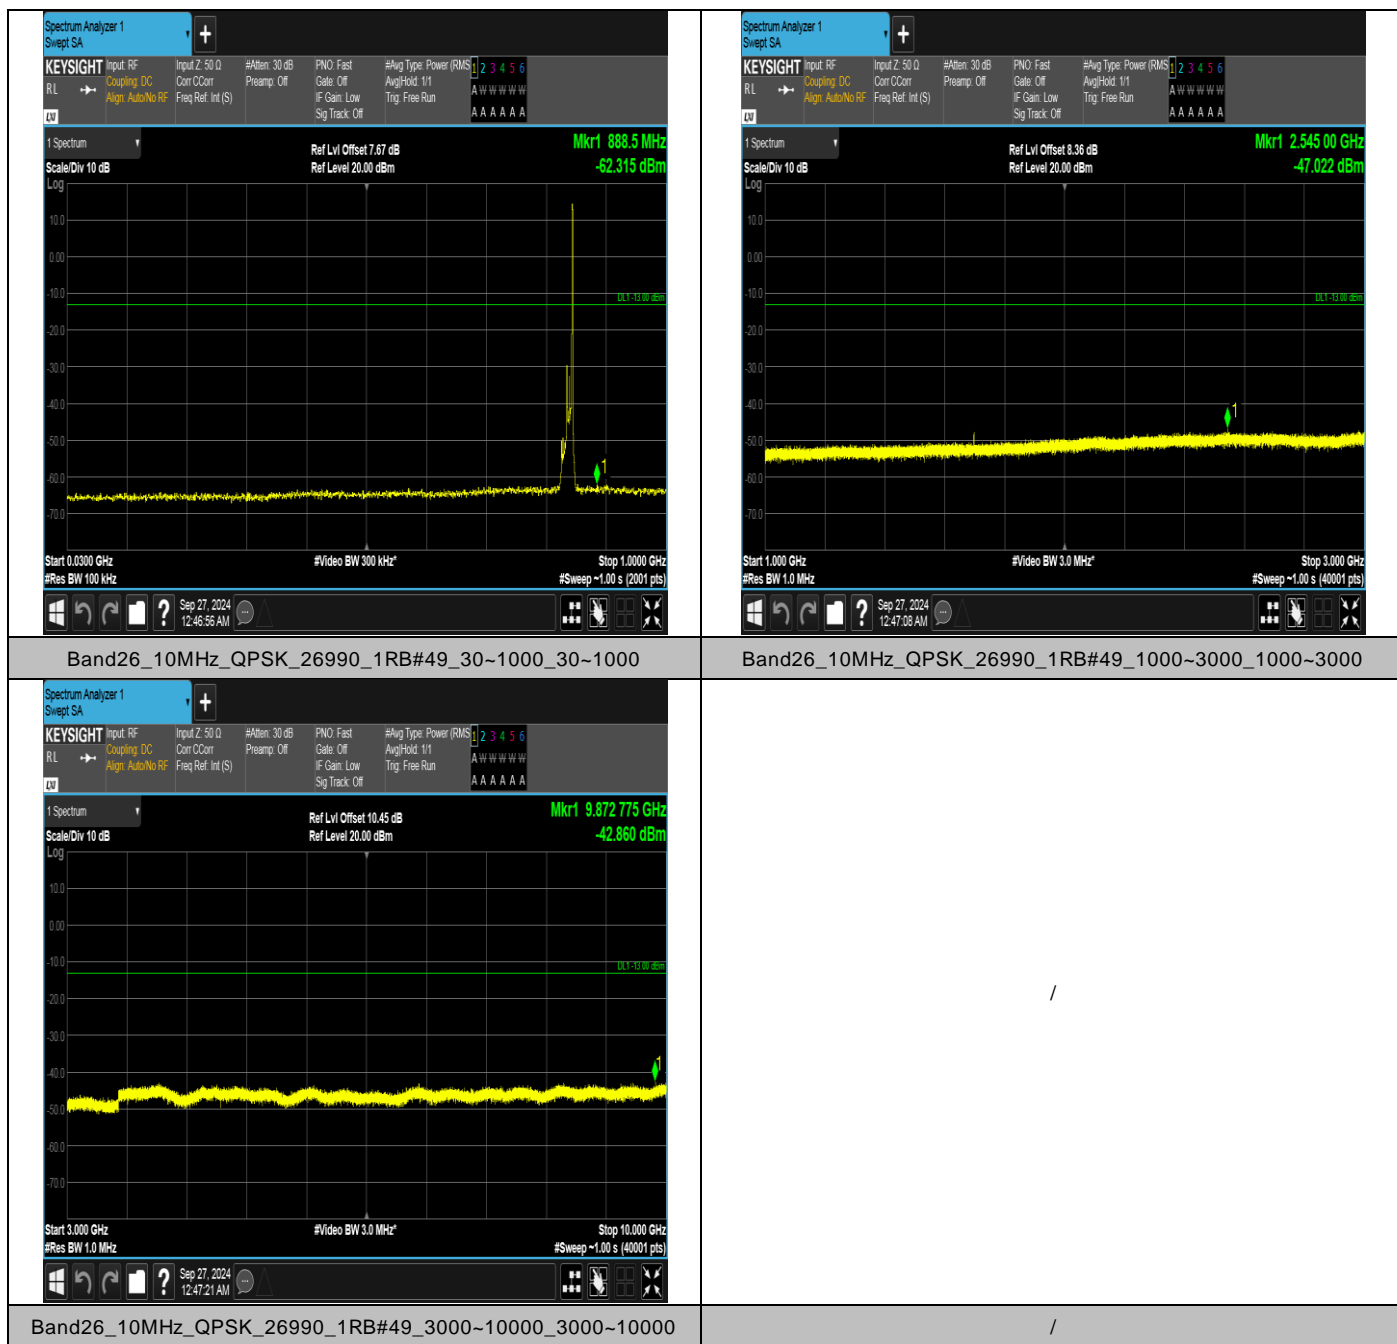 Spectrum Analyzer 1
Swept SA
+
KEYSIGHT Input: RF Input Z: 50 Ω #Atten: 30 dB PNO: Fast #Avg Type: Power (RMS 1 2 3 4 5 6
RL Coupling: DC Corr CCorr Preamp: Off Gate: Off Avg|Hold: 1/1 A W W W W W
Align: Auto/No RF Freq Ref: Int (S) IF Gain: Low Trig: Free Run
LXI Sig Track: Off A A A A A A
1 Spectrum Ref Lvl Offset 7.67 dB Mkr1 888.5 MHz
Scale/Div 10 dB Ref Level 20.00 dBm -62.315 dBm
Log
10.0
0.00
-10.0
DL1 -13.00 dBm
-20.0
-30.0
-40.0
-50.0
1
-60.0
-70.0
Start 0.0300 GHz #Video BW 300 kHz* Stop 1.0000 GHz
#Res BW 100 kHz #Sweep ~1.00 s (2001 pts)
? Sep 27, 2024
12:46:56 AM
Band26_10MHz_QPSK_26990_1RB#49_30~1000_30~1000
Spectrum Analyzer 1
Swept SA
+
KEYSIGHT Input: RF Input Z: 50 Ω #Atten: 30 dB PNO: Fast #Avg Type: Power (RMS 1 2 3 4 5 6
RL Coupling: DC Corr CCorr Preamp: Off Gate: Off Avg|Hold: 1/1 A W W W W W
Align: Auto/No RF Freq Ref: Int (S) IF Gain: Low Trig: Free Run
LXI Sig Track: Off A A A A A A
1 Spectrum Ref Lvl Offset 8.36 dB Mkr1 2.545 00 GHz
Scale/Div 10 dB Ref Level 20.00 dBm -47.022 dBm
Log
10.0
0.00
-10.0
DL1 -13.00 dBm
-20.0
-30.0
-40.0
1
-50.0
-60.0
-70.0
Start 1.000 GHz #Video BW 3.0 MHz* Stop 3.000 GHz
#Res BW 1.0 MHz #Sweep ~1.00 s (40001 pts)
? Sep 27, 2024
12:47:08 AM
Band26_10MHz_QPSK_26990_1RB#49_1000~3000_1000~3000
Spectrum Analyzer 1
Swept SA
+
KEYSIGHT Input: RF Input Z: 50 Ω #Atten: 30 dB PNO: Fast #Avg Type: Power (RMS 1 2 3 4 5 6
RL Coupling: DC Corr CCorr Preamp: Off Gate: Off Avg|Hold: 1/1 A W W W W W
Align: Auto/No RF Freq Ref: Int (S) IF Gain: Low Trig: Free Run
LXI Sig Track: Off A A A A A A
1 Spectrum Ref Lvl Offset 10.45 dB Mkr1 9.872 775 GHz
Scale/Div 10 dB Ref Level 20.00 dBm -42.860 dBm
Log
10.0
0.00
-10.0
DL1 -13.00 dBm
-20.0
-30.0
1
-40.0
-50.0
-60.0
-70.0
Start 3.000 GHz #Video BW 3.0 MHz* Stop 10.000 GHz
#Res BW 1.0 MHz #Sweep ~1.00 s (40001 pts)
? Sep 27, 2024
12:47:21 AM
/
Band26_10MHz_QPSK_26990_1RB#49_3000~10000_3000~10000
/